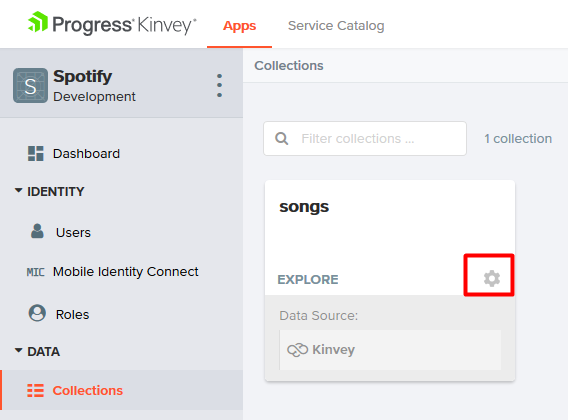 Progress Kinvey
Apps
Service Catalog
S
Spotify
Development
Collections
Dashboard
IDENTITY
Users
MIC Mobile Identity Connect
Roles
DATA
Collections
Filter collections ...
1 collection
songs
EXPLORE
Data Source:
Kinvey